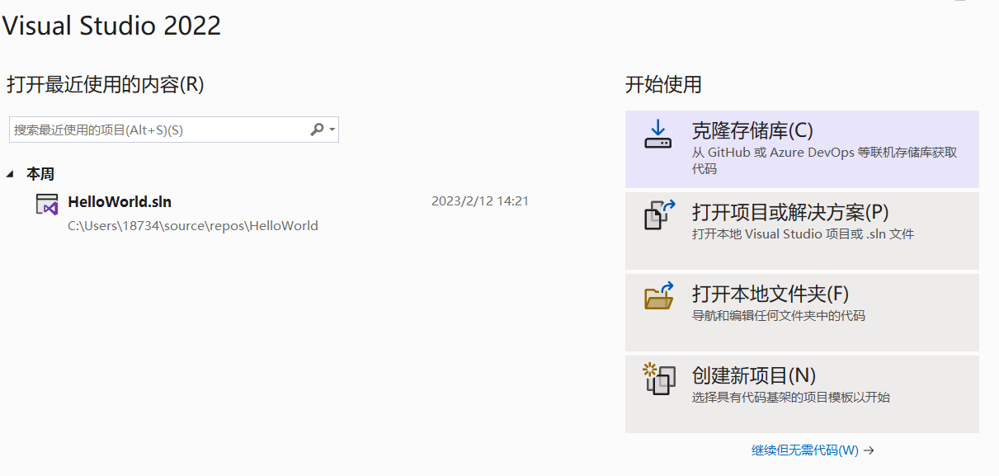 Visual Studio 2022
打开最近使用的内容(R)
搜索最近使用的项目(Alt+S)(S)
本周
HelloWorld.sln
2023/2/12 14:21
C:\Users\18734\source\repos\HelloWorld
开始使用
克隆存储库(C)
从 GitHub 或 Azure DevOps 等联机存储库获取
代码
打开项目或解决方案(P)
打开本地 Visual Studio 项目或 .sln 文件
打开本地文件夹(F)
导航和编辑任何文件夹中的代码
创建新项目(N)
选择具有代码基架的项目模板以开始
继续但无需代码(W) →